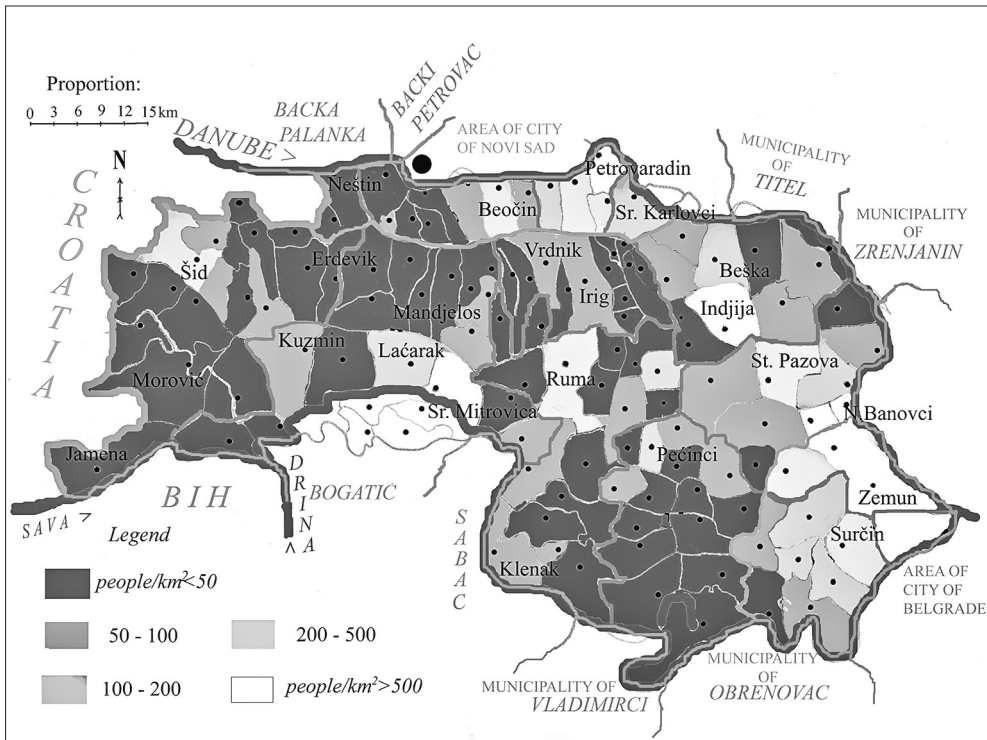 Proportion:
0 3 6 9 12 15 km
N
DANUBE >
BACKA
PALANKA
BACKI
PETROVAC
AREA OF CITY
OF NOVI SAD
MUNICIPALITY
OF
TITEL
MUNICIPALITY
OF
ZRENJANIN
CROATIA
Neštin
Beočin
Petrovaradin
Sr. Karlovci
Šid
Erdevik
Vrdnik
Irig
Beška
Mandjelos
Indjija
Kuzmin
Laćarak
Morović
Ruma
St. Pazova
Sr. Mitrovica
N.Banovci
Jamena
Pećinci
Zemun
SAVA >
BIH
DRINA >
BOGATIĆ
SABAC
Klenak
Surčin
AREA OF
CITY OF
BELGRADE
MUNICIPALITY OF
VLADIMIRCI
MUNICIPALITY
OF
OBRENOVAC
Legend
people/km²<50
50 - 100
200 - 500
100 - 200
people/km²>500